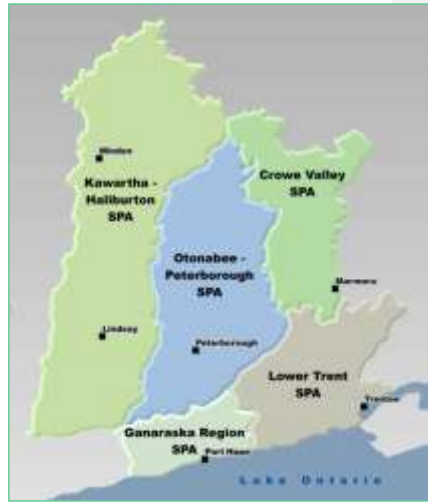 Minden
Kawartha -
Haliburton
SPA
Crowe Valley
SPA
Otonabee -
Peterborough
SPA
Marmora
Lindsay
Peterborough
Lower Trent
SPA
Trenton
Ganaraska Region
SPA
Port Hope
Lake Ontario